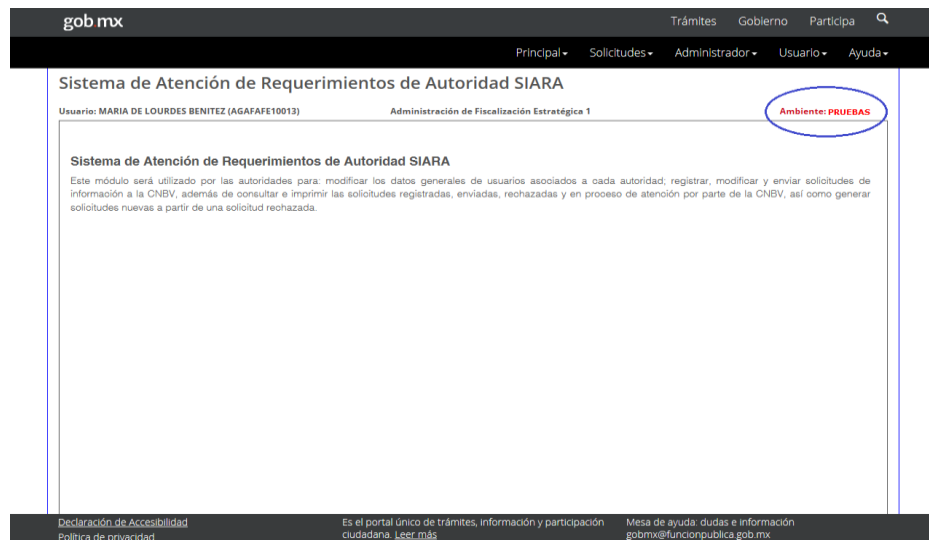 gob mx
Trámites Gobierno Participa
Principal Solicitudes Administrador Usuario Ayuda
Sistema de Atención de Requerimientos de Autoridad SIARA
Usuario: MARIA DE LOURDES BENITEZ (AGAFAFE10013) Administración de Fiscalización Estratégica 1 Ambiente: PRUEBAS
Sistema de Atención de Requerimientos de Autoridad SIARA
Este módulo será utilizado por las autoridades para: modificar los datos generales de usuarios asociados a cada autoridad; registrar, modificar y enviar solicitudes de
información a la CNBV, además de consultar e imprimir las solicitudes registradas, enviadas, rechazadas y en proceso de atención por parte de la CNBV, así como generar
solicitudes nuevas a partir de una solicitud rechazada.
Declaración de Accesibilidad Es el portal único de trámites, información y participación Mesa de ayuda: dudas e información
Política de privacidad ciudadana. Leer más gobmx@funcionpublica.gob.mx